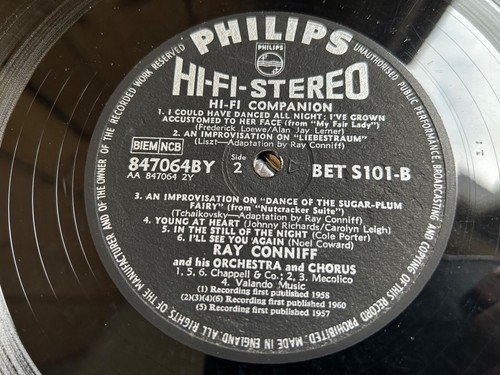 PHILIPS
PHILIPS
HI-FI-STEREO
HI-FI COMPANION
1. I COULD HAVE DANCED ALL NIGHT: I'VE GROWN
ACCUSTOMED TO HER FACE (from "My Fair Lady")
(Frederick Loewe/Alan Jay Lerner)
2. AN IMPROVISATION ON "LIEBESTRAUM"
(Liszt—Adaptation by Ray Conniff)
BIEM NCB
847064BY
AA 847064 2Y
Side
2
BET S101-B
3. AN IMPROVISATION ON "DANCE OF THE SUGAR-PLUM
FAIRY" (from "Nutcracker Suite")
(Tchaikovsky—Adaptation by Ray Conniff)
4. YOUNG AT HEART (Johnny Richards/Carolyn Leigh)
5. IN THE STILL OF THE NIGHT (Cole Porter)
6. I'LL SEE YOU AGAIN (Noel Coward)
RAY CONNIFF
and his ORCHESTRA and CHORUS
1, 5, 6. Chappell & Co.; 2, 3. Mecolico
4. Valando Music
(1) Recording first published 1958
(2)(3)(4)(6) Recording first published 1960
(5) Recording first published 1957
MADE IN ENGLAND. ALL RIGHTS OF THE MANUFACTURER AND OF THE OWNER OF THE RECORDED WORK RESERVED
UNAUTHORISED PUBLIC PERFORMANCE, BROADCASTING AND COPYING OF THIS RECORD PROHIBITED.